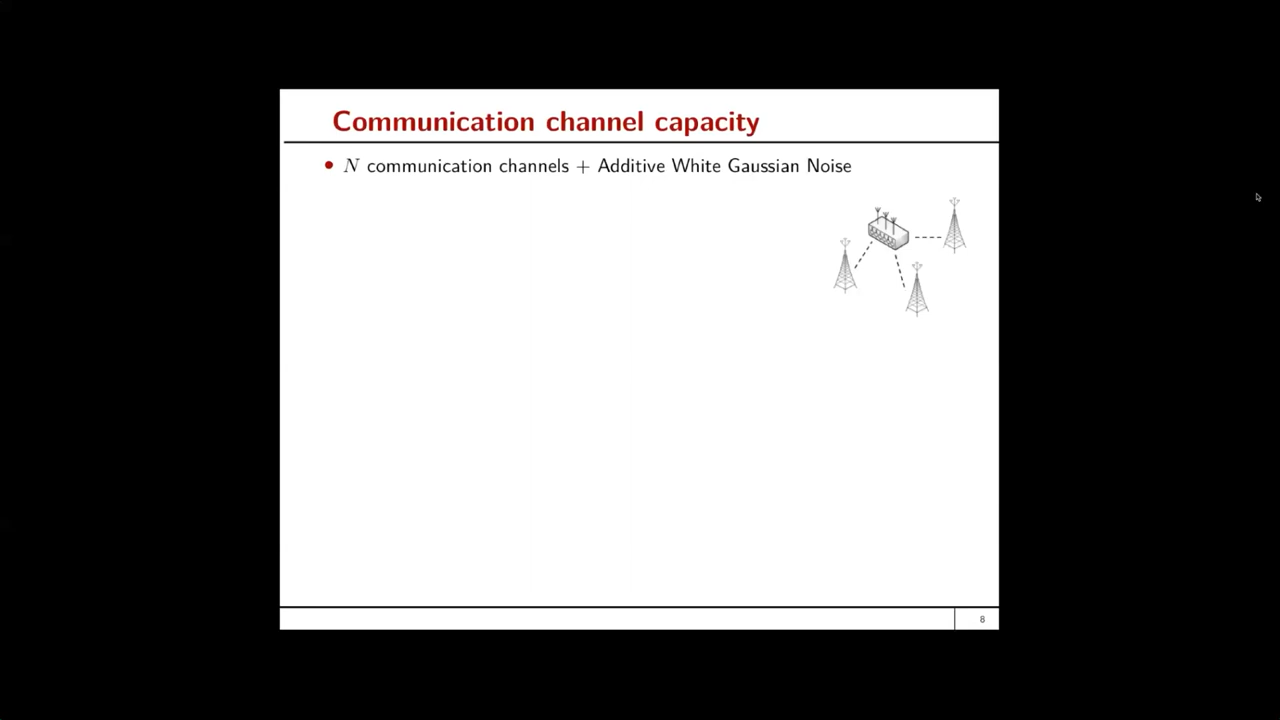 Communication channel capacity
• N communication channels + Additive White Gaussian Noise
8